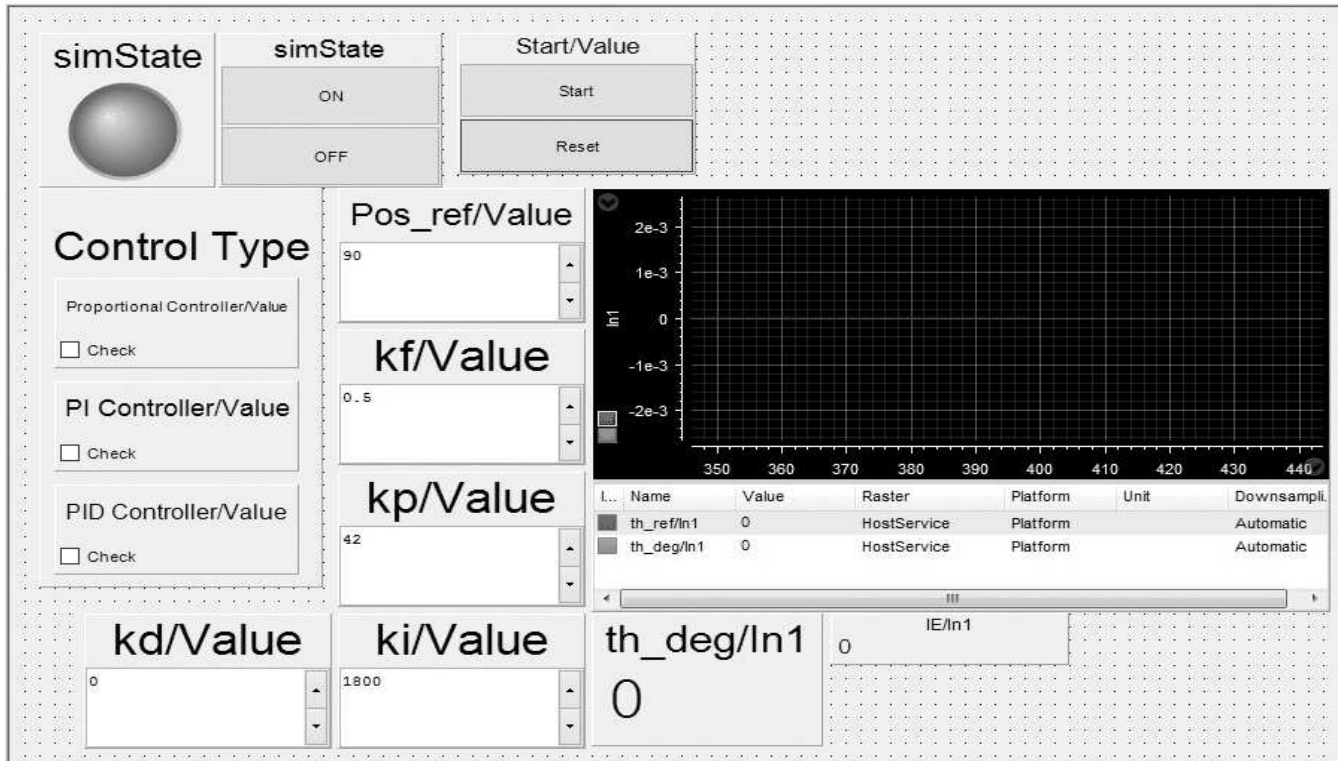 simState
simState
ON
OFF
Start/Value
Start
Reset
Control Type
Proportional Controller/Value
Check
PI Controller/Value
Check
PID Controller/Value
Check
Pos_ref/Value
90
kf/Value
0.5
kp/Value
42
kd/Value
0
ki/Value
1800
In1
2e-3
1e-3
0
-1e-3
-2e-3
350 360 370 380 390 400 410 420 430 440
I... Name Value Raster Platform Unit Downsampli.
th_ref/In1 0 HostService Platform Automatic
th_deg/In1 0 HostService Platform Automatic
th_deg/In1
0
IE/In1
0